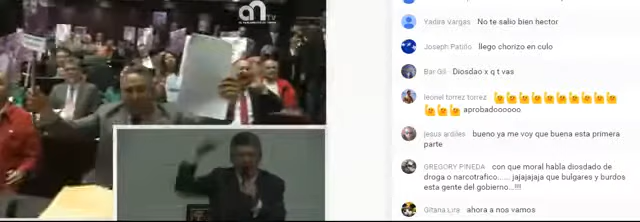 an
TV
Yadira Vargas No te salio bien hector
Joseph Patiño llego chorizo en culo
Bar Gil Diosdao x q t vas
leonel torrez torrez
aprobadoooooo
jesus ardiles bueno ya me voy que buena esta primera
parte
GREGORY PINEDA con que moral habla diosdado de
droga o narcotrafico...... jajajajaja que bulgares y burdos
esta gente del gobierno...!!!
Gitana Lira ahora a nos vamos